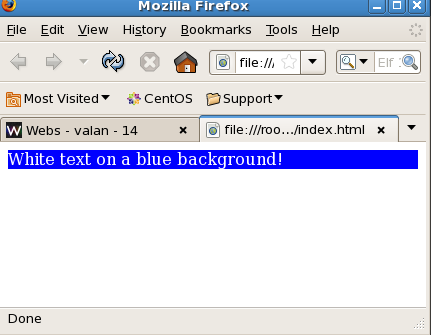 Mozilla Firefox
File Edit View History Bookmarks Tools Help
file:/// Elf
Most Visited CentOS Support
Webs - valan - 14 file:///roo.../index.html
White text on a blue background!
Done